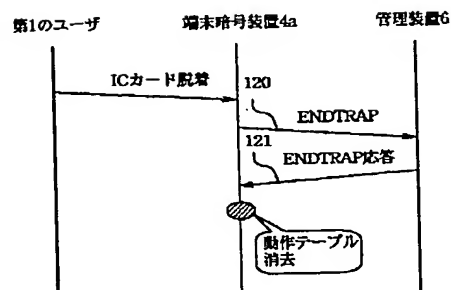 第1のユーザ
端末暗号装置4a
管理装置6
ICカード脱着
120
ENDTRAP
121
ENDTRAP応答
動作テーブル
消去